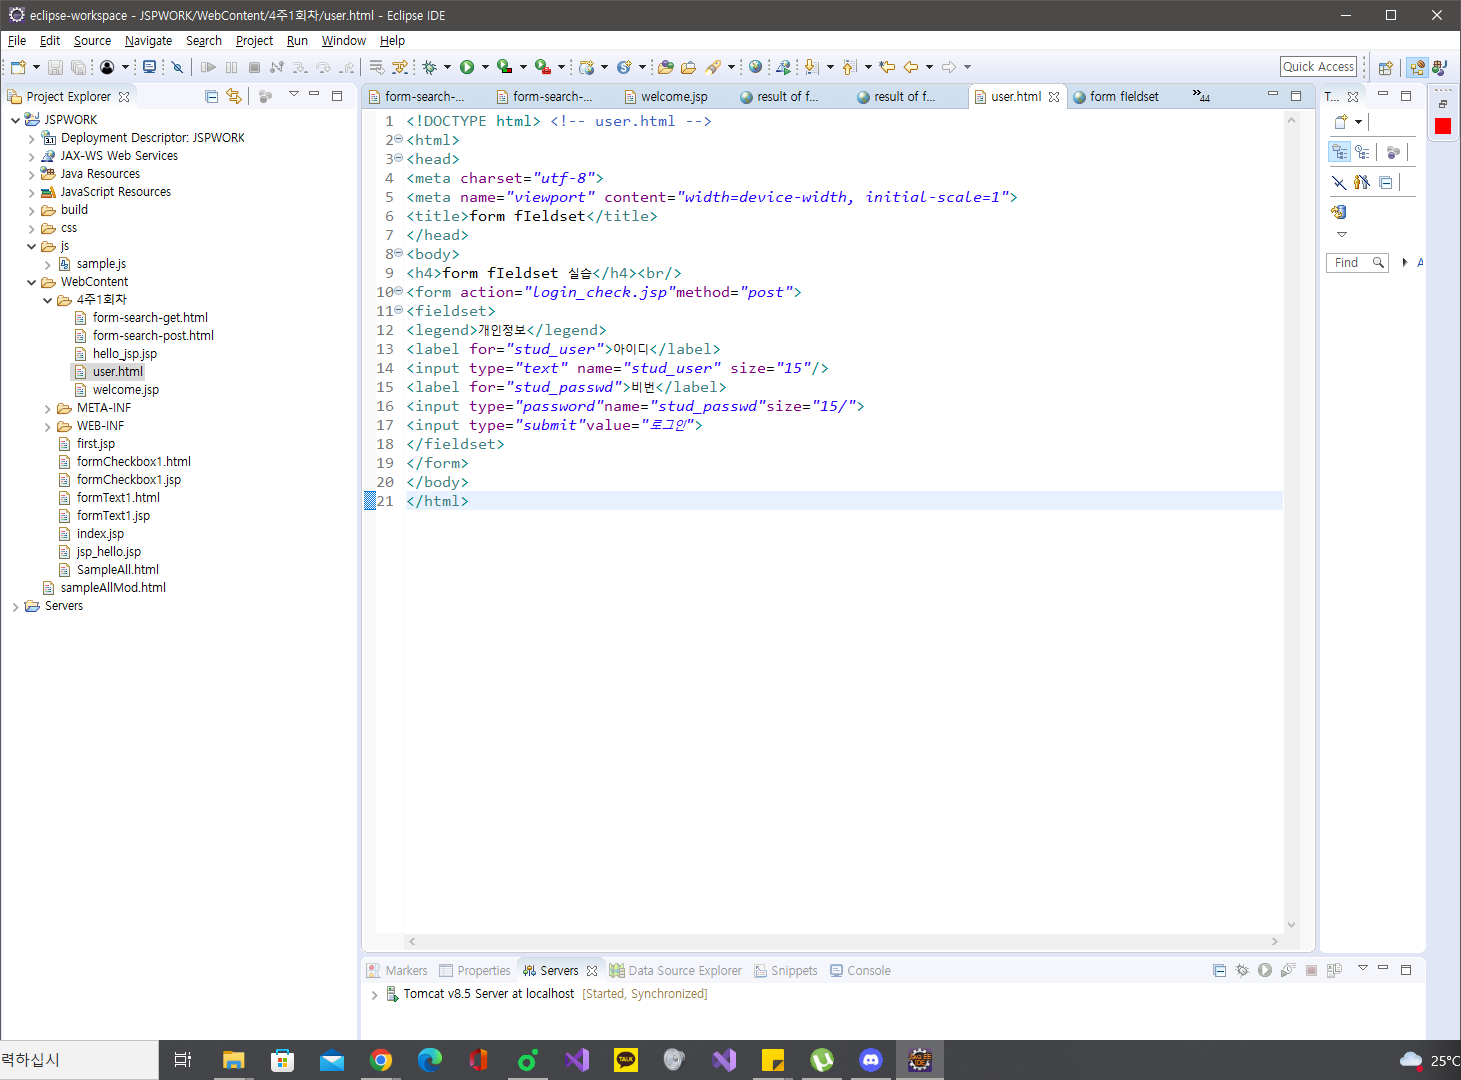 eclipse-workspace - JSPWORK/WebContent/4주1회차/user.html - Eclipse IDE
File Edit Source Navigate Search Project Run Window Help
Quick Access
Project Explorer
JSPWORK
Deployment Descriptor: JSPWORK
JAX-WS Web Services
Java Resources
JavaScript Resources
build
css
js
sample.js
WebContent
4주1회차
form-search-get.html
form-search-post.html
hello_jsp.jsp
user.html
welcome.jsp
META-INF
WEB-INF
first.jsp
formCheckbox1.html
formCheckbox1.jsp
formText1.html
formText1.jsp
index.jsp
jsp_hello.jsp
SampleAll.html
sampleAllMod.html
Servers
form-search-... form-search-... welcome.jsp result of f... result of f... user.html form fIeldset »44
1 <!DOCTYPE html> <!-- user.html -->
2 <html>
3 <head>
4 <meta charset="utf-8">
5 <meta name="viewport" content="width=device-width, initial-scale=1">
6 <title>form fIeldset</title>
7 </head>
8 <body>
9 <h4>form fIeldset 실습</h4><br/>
10 <form action="login_check.jsp"method="post">
11 <fieldset>
12 <legend>개인정보</legend>
13 <label for="stud_user">아이디</label>
14 <input type="text" name="stud_user" size="15"/>
15 <label for="stud_passwd">비번</label>
16 <input type="password"name="stud_passwd"size="15/">
17 <input type="submit"value="로그인">
18 </fieldset>
19 </form>
20 </body>
21 </html>
T...
Find
A
Markers Properties Servers Data Source Explorer Snippets Console
Tomcat v8.5 Server at localhost [Started, Synchronized]
력하십시
TALK
25°C